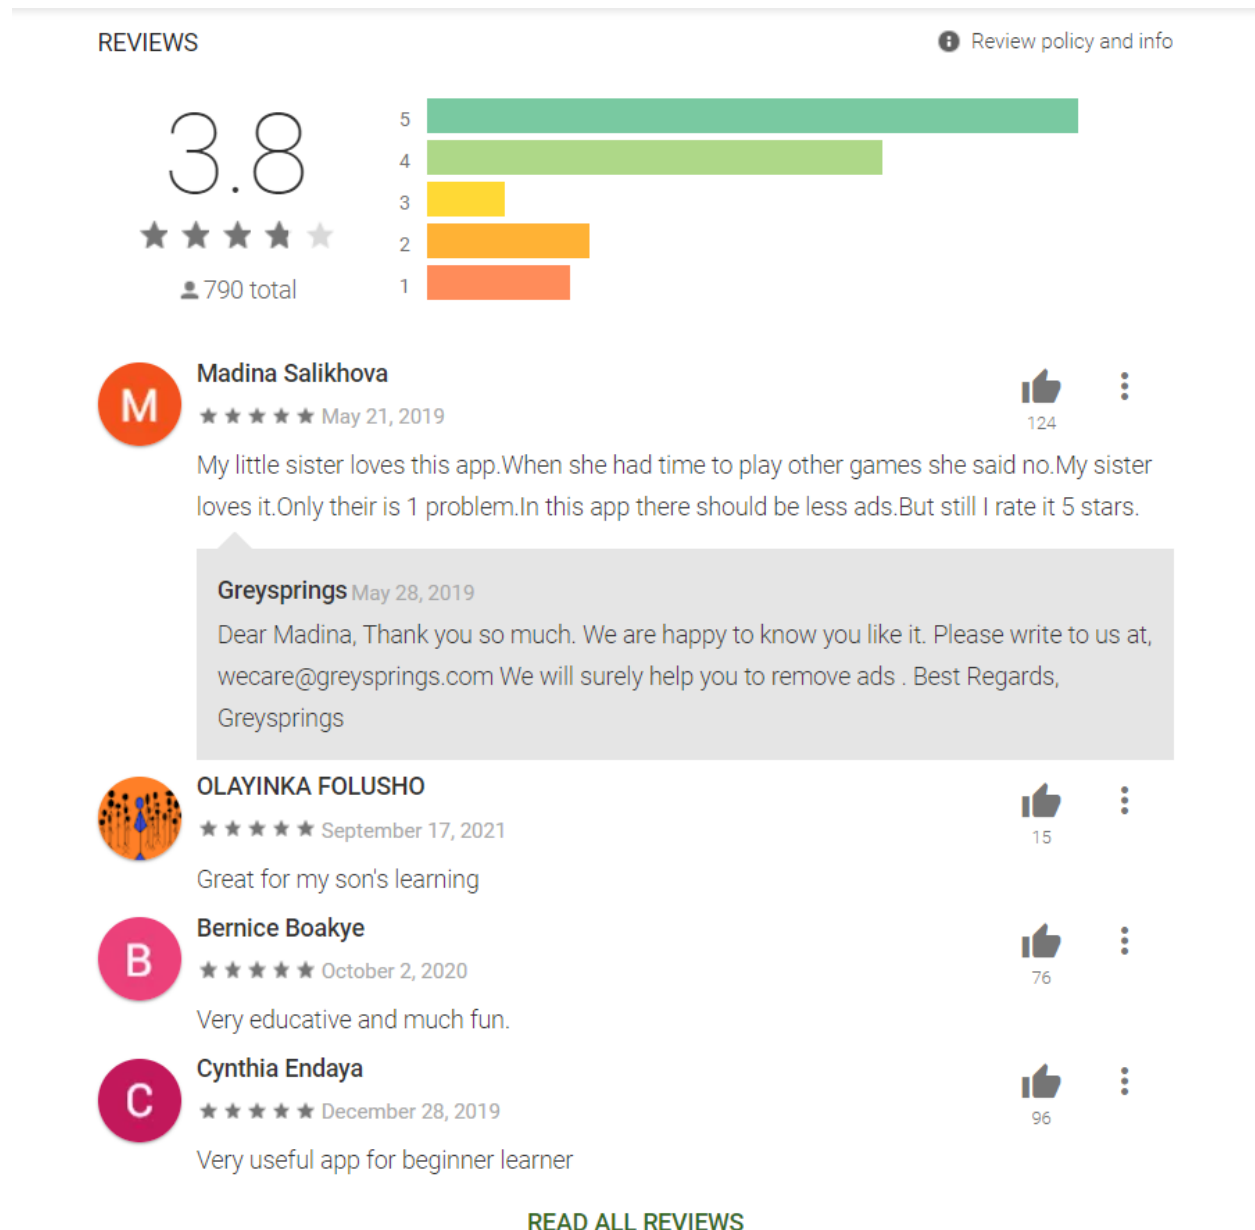 REVIEWS
Review policy and info
3.8
790 total
5
4
3
2
1
M
Madina Salikhova
May 21, 2019
124
My little sister loves this app.When she had time to play other games she said no.My sister
loves it.Only their is 1 problem.In this app there should be less ads.But still I rate it 5 stars.
Greysprings May 28, 2019
Dear Madina, Thank you so much. We are happy to know you like it. Please write to us at,
wecare@greysprings.com We will surely help you to remove ads . Best Regards,
Greysprings
OLAYINKA FOLUSHO
September 17, 2021
15
Great for my son's learning
B
Bernice Boakye
October 2, 2020
76
Very educative and much fun.
C
Cynthia Endaya
December 28, 2019
96
Very useful app for beginner learner
READ ALL REVIEWS